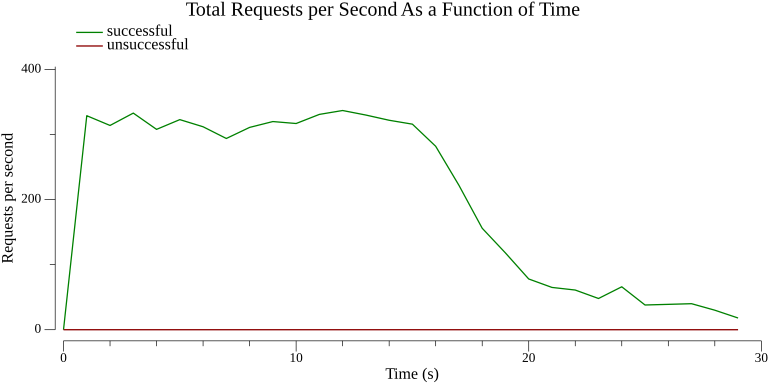 Total Requests per Second As a Function of Time
successful
unsuccessful
400
200
0
Requests per second
0
10
20
30
Time (s)